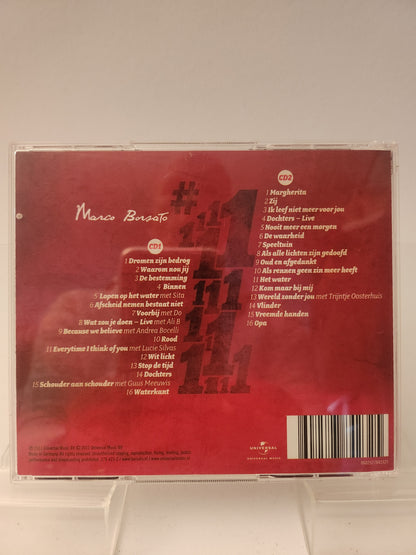 Marco Borsato
#1
CD1
1 Dromen zijn bedrog
2 Waarom nou jij
3 De bestemming
4 Binnen
5 Lopen op het water met Sita
6 Afscheid nemen bestaat niet
7 Voorbij met Do
8 Wat zou je doen – Live met Ali B
9 Because we believe met Andrea Bocelli
10 Rood
11 Everytime I think of you met Lucie Silvas
12 Wit licht
13 Stop de tijd
14 Dochters
15 Schouder aan schouder met Guus Meeuwis
16 Waterkant
CD2
1 Margherita
2 Zij
3 Ik leef niet meer voor jou
4 Dochters – Live
5 Nooit meer een morgen
6 De waarheid
7 Speeltuin
8 Als alle lichten zijn gedoofd
9 Oud en afgedankt
10 Als rennen geen zin meer heeft
11 Het water
12 Kom maar bij mij
13 Wereld zonder jou met Trijntje Oosterhuis
14 Vlinder
15 Vreemde handen
16 Opa
UNIVERSAL
UNIVERSAL MUSIC